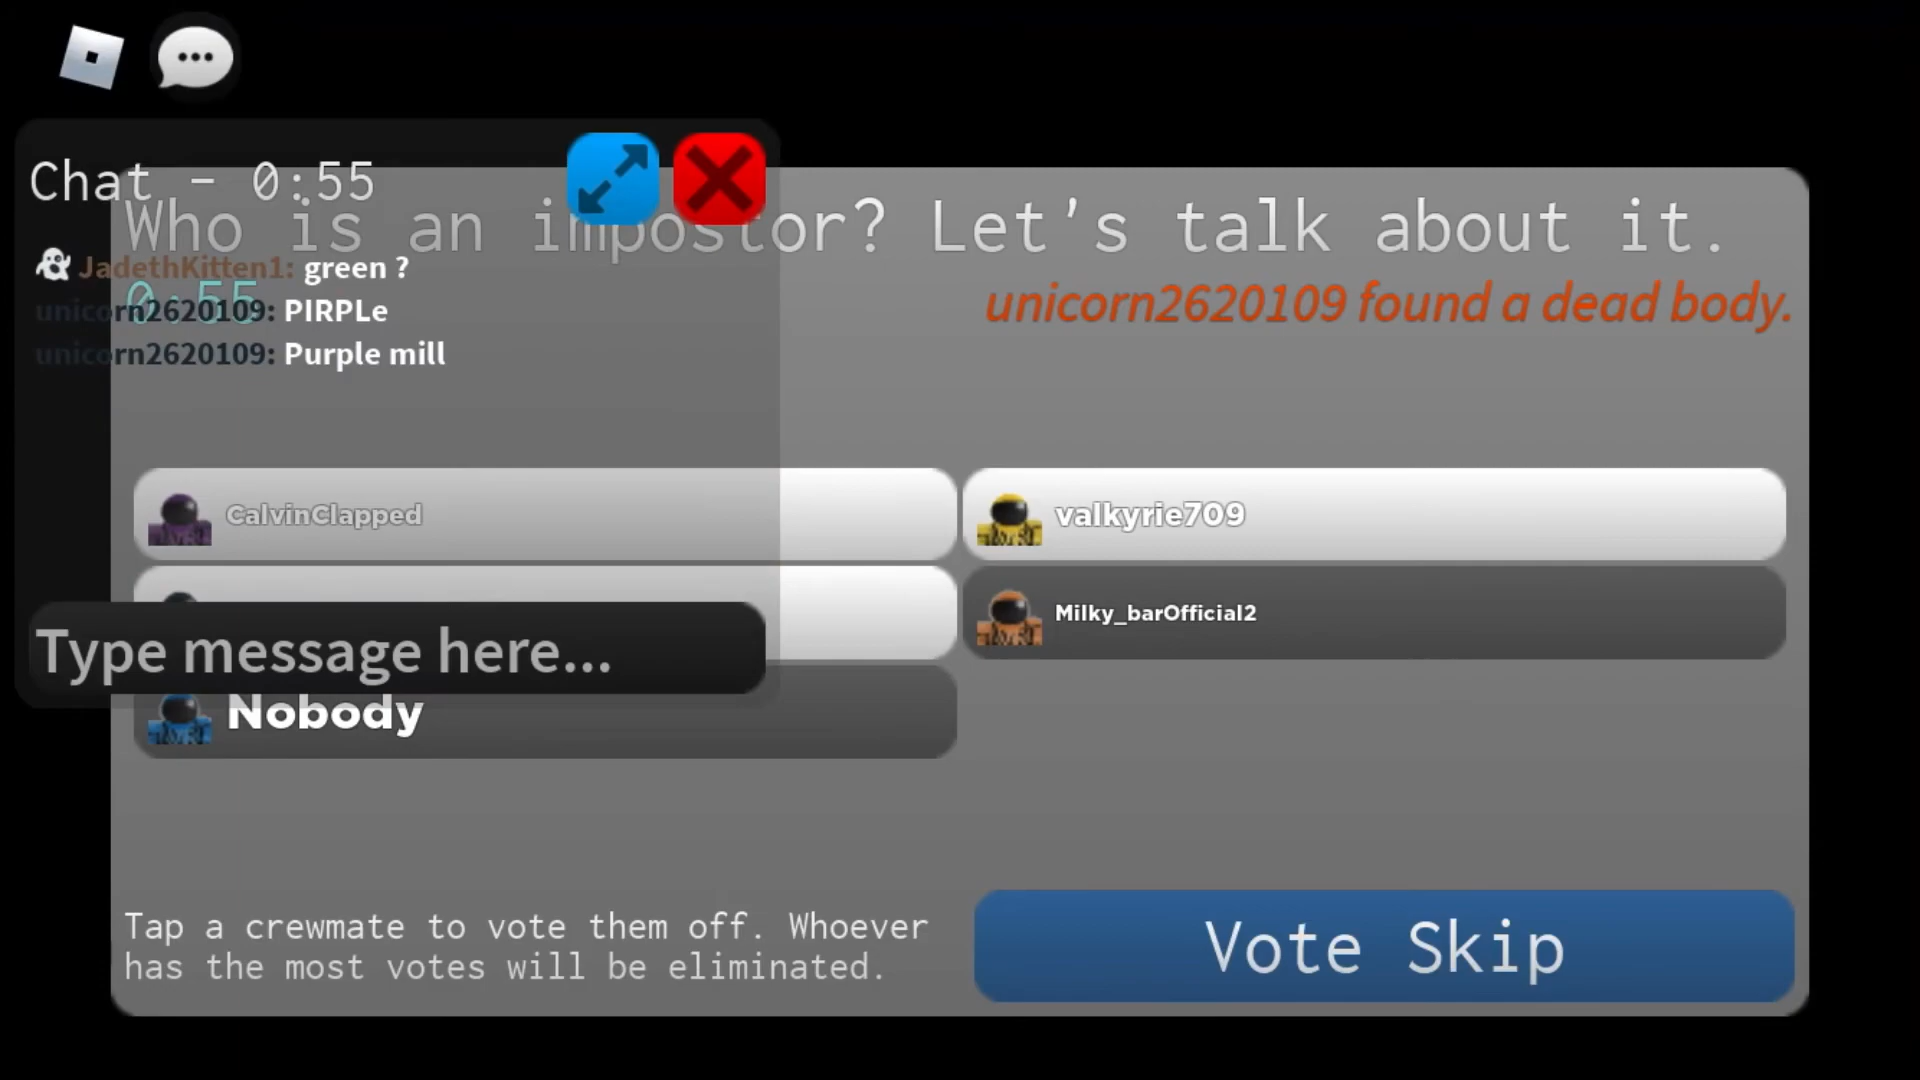 Chat - 0:55
Who is an impostor? Let's talk about it.
JadethKitten1: green ?
0:55
unicorn2620109: PIRPLe
unicorn2620109 found a dead body.
unicorn2620109: Purple mill
CalvinClapped
valkyrie709
Milky_barOfficial2
Type message here...
Nobody
Tap a crewmate to vote them off. Whoever
has the most votes will be eliminated.
Vote Skip